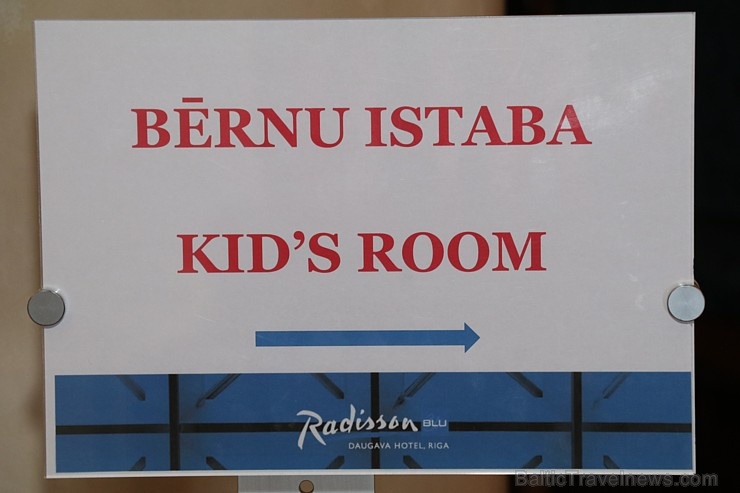 BĒRNU ISTABA
KID'S ROOM
Radisson BLU
DAUGAVA HOTEL, RIGA
BalticTravelnews.com